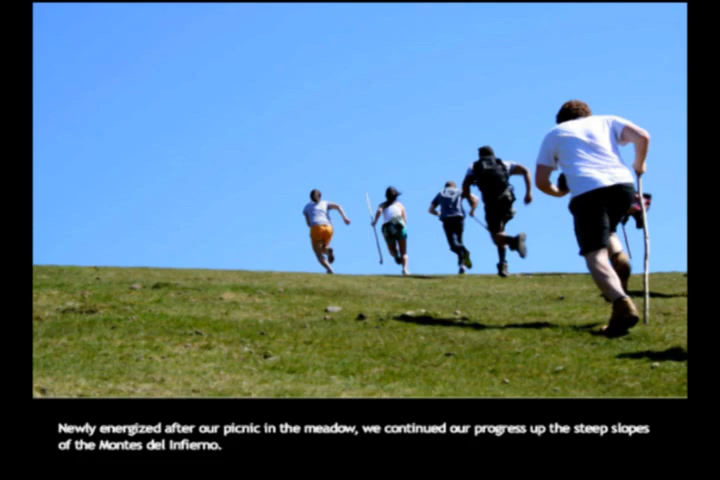 Newly energized after our picnic in the meadow, we continued our progress up the steep slopes
of the Montes del Infierno.